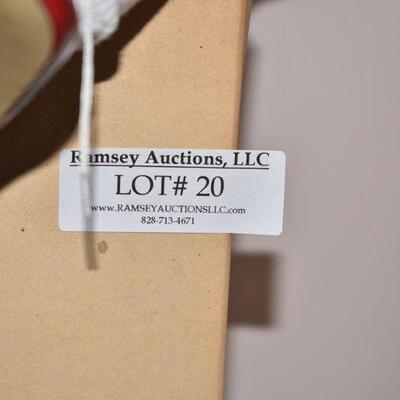 Ramsey Auctions, LLC
LOT# 20
www.RAMSEYAUCTIONSLLC.com
828-713-4671